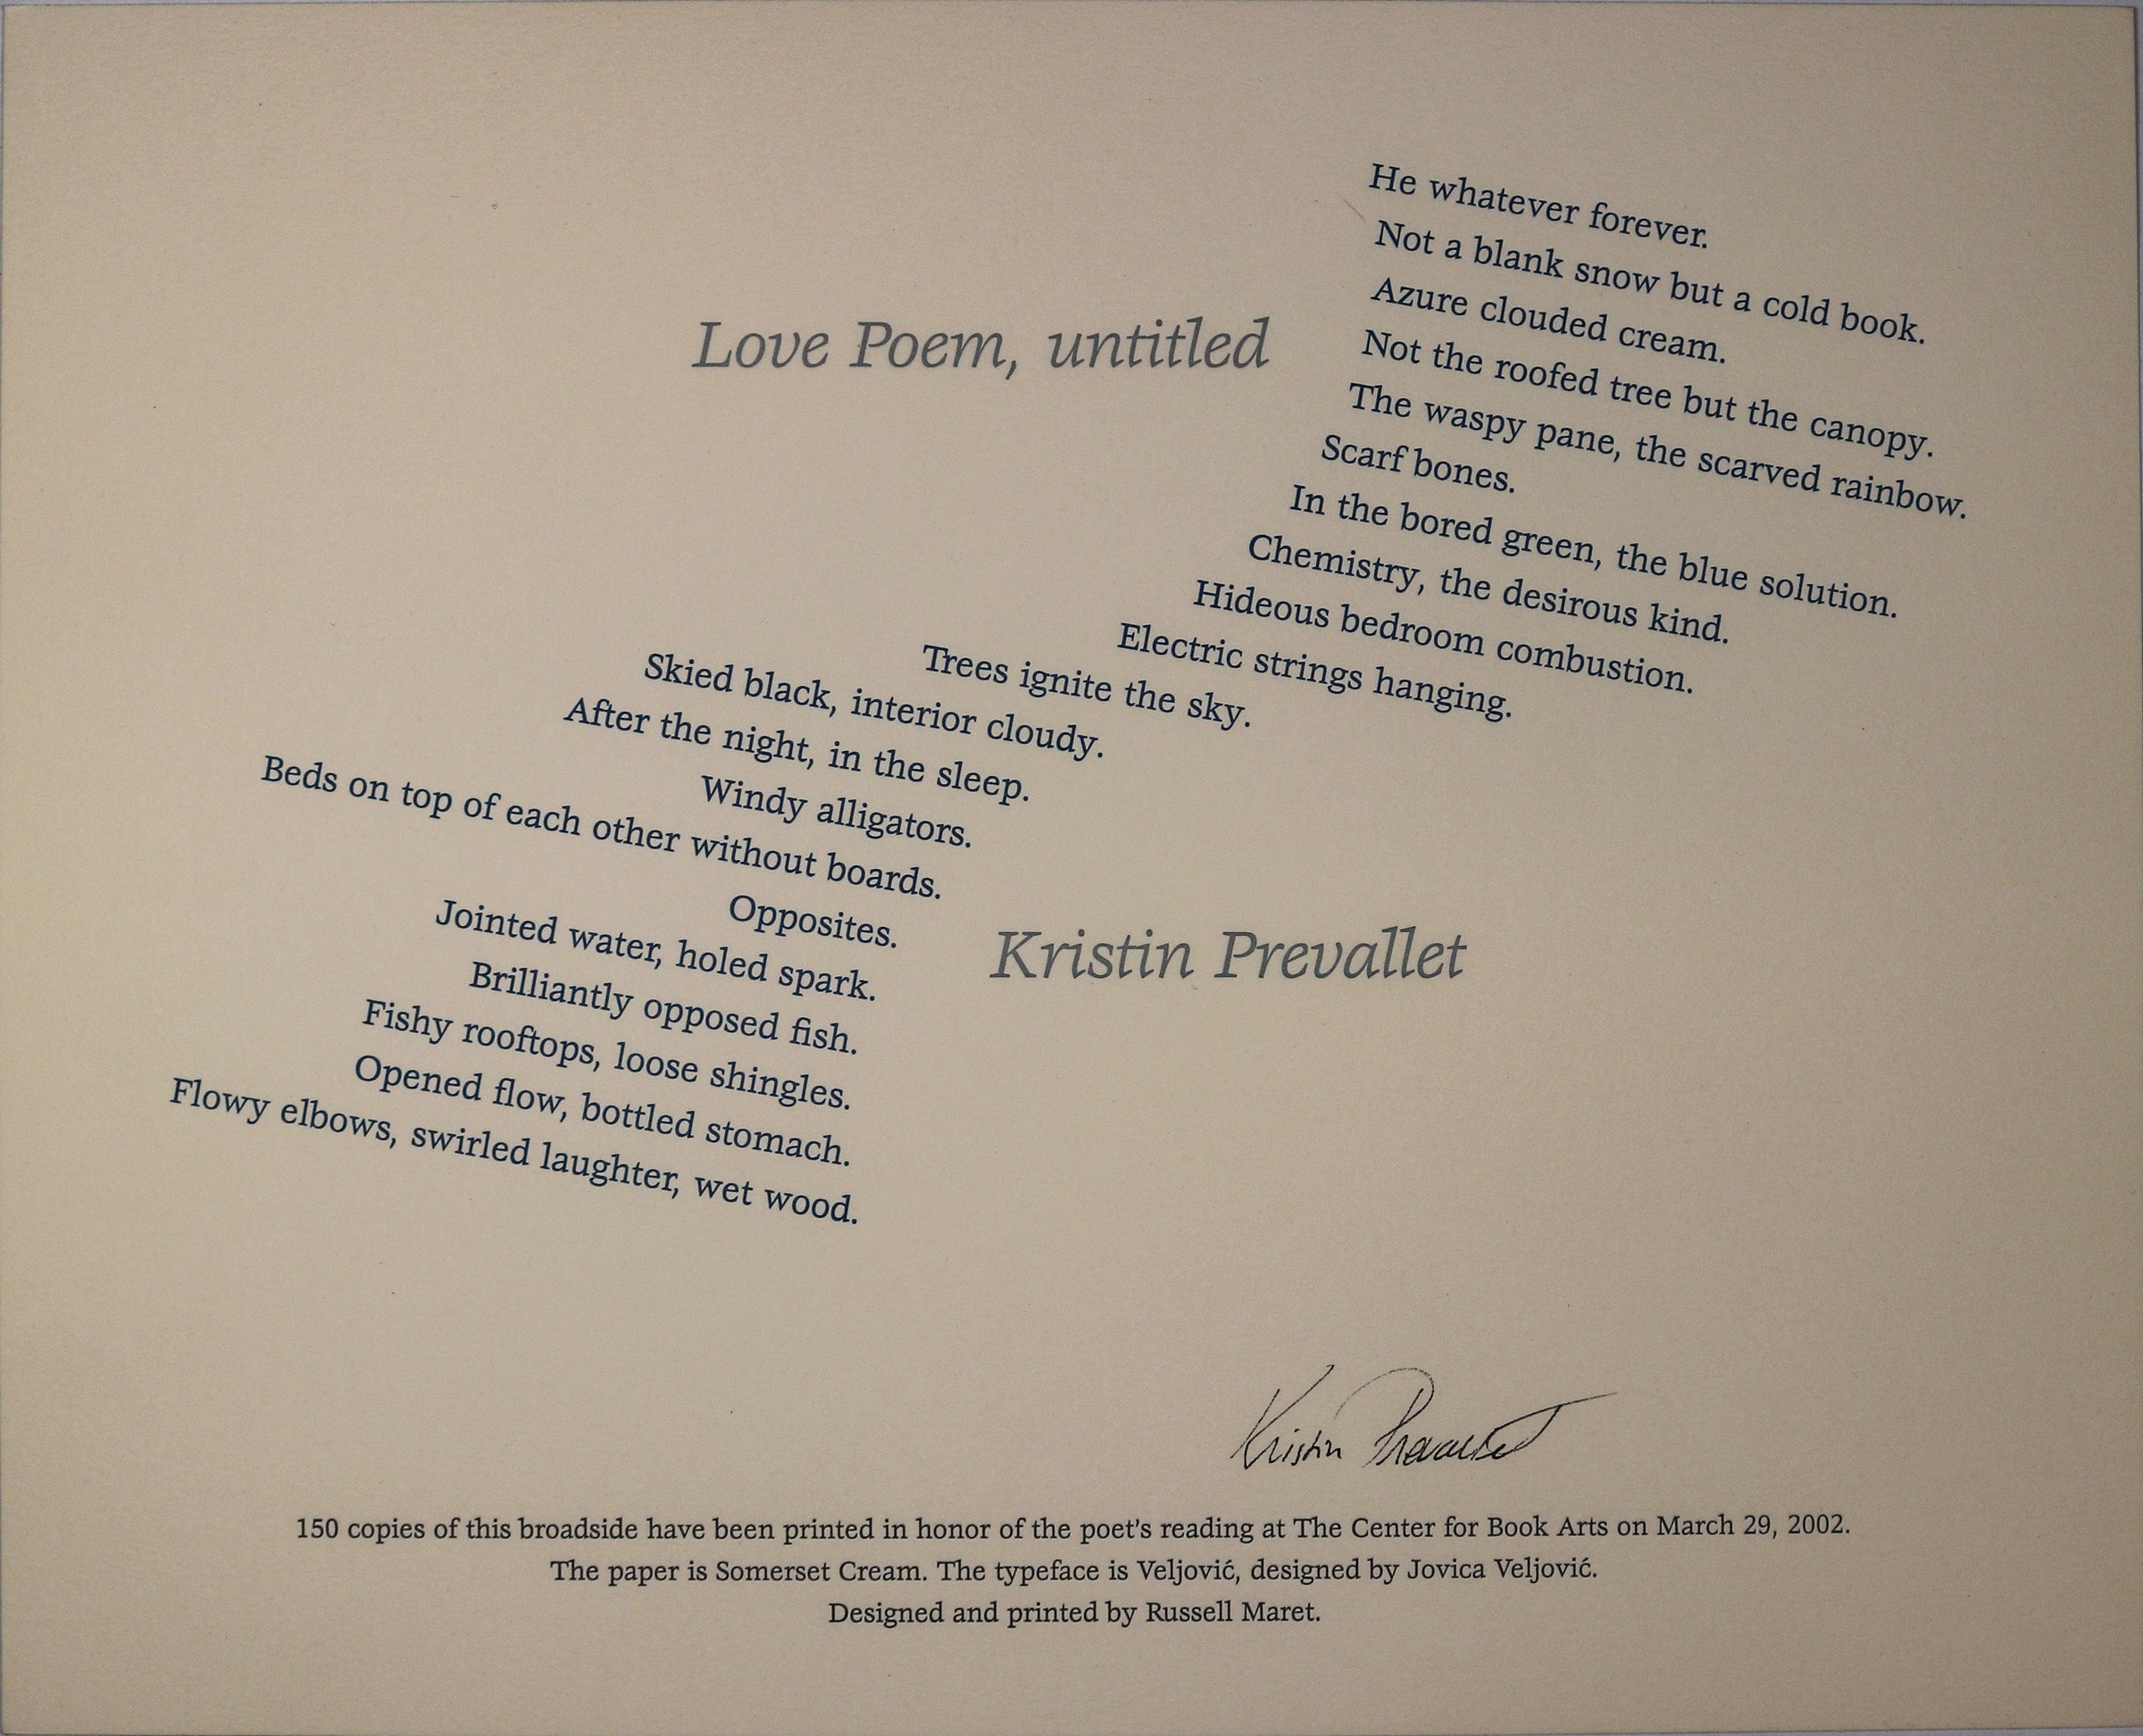 Love Poem, untitled
He whatever forever.
Not a blank snow but a cold book.
Azure clouded cream.
Not the roofed tree but the canopy.
The waspy pane, the scarved rainbow.
Scarf bones.
In the bored green, the blue solution.
Chemistry, the desirous kind.
Hideous bedroom combustion.
Electric strings hanging.
Trees ignite the sky.
Skied black, interior cloudy.
After the night, in the sleep.
Windy alligators.
Beds on top of each other without boards.
Opposites.
Jointed water, holed spark.
Brilliantly opposed fish.
Fishy rooftops, loose shingles.
Opened flow, bottled stomach.
Flowy elbows, swirled laughter, wet wood.
Kristin Prevallet
Kristin Prevallet
150 copies of this broadside have been printed in honor of the poet's reading at The Center for Book Arts on March 29, 2002.
The paper is Somerset Cream. The typeface is Veljović, designed by Jovica Veljović.
Designed and printed by Russell Maret.